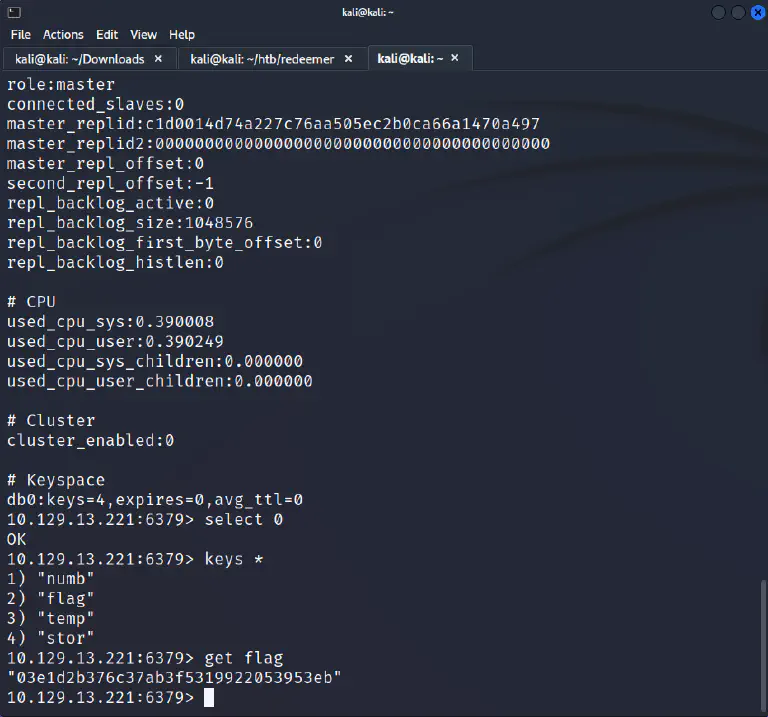 kali@kali: ~
File Actions Edit View Help
kali@kali: ~/Downloads × kali@kali: ~/htb/redeemer × kali@kali: ~ ×
role:master
connected_slaves:0
master_replid:c1d0014d74a227c76aa505ec2b0ca66a1470a497
master_replid2:0000000000000000000000000000000000000000
master_repl_offset:0
second_repl_offset:-1
repl_backlog_active:0
repl_backlog_size:1048576
repl_backlog_first_byte_offset:0
repl_backlog_histlen:0
# CPU
used_cpu_sys:0.390008
used_cpu_user:0.390249
used_cpu_sys_children:0.000000
used_cpu_user_children:0.000000
# Cluster
cluster_enabled:0
# Keyspace
db0:keys=4,expires=0,avg_ttl=0
10.129.13.221:6379> select 0
OK
10.129.13.221:6379> keys *
1) "numb"
2) "flag"
3) "temp"
4) "stor"
10.129.13.221:6379> get flag
"03e1d2b376c37ab3f5319922053953eb"
10.129.13.221:6379>